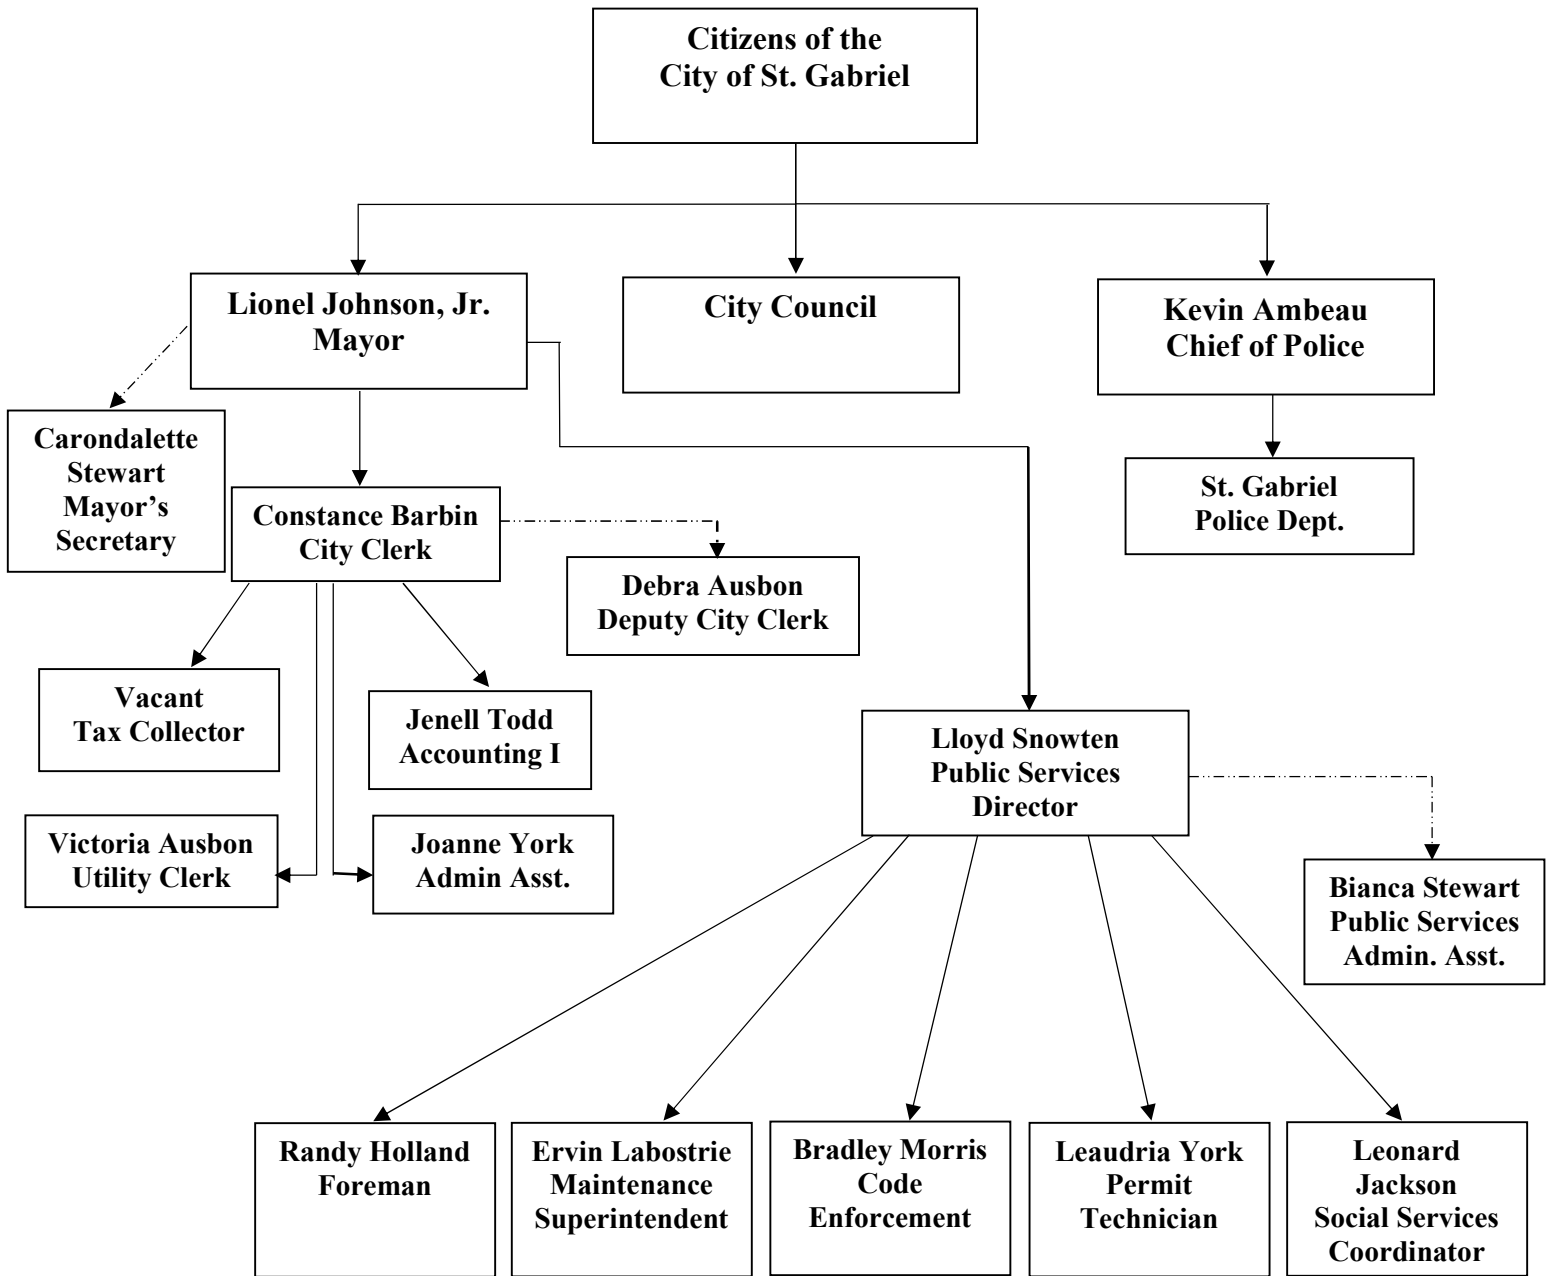 Citizens of the
City of St. Gabriel
Lionel Johnson, Jr.
Mayor
City Council
Kevin Ambeau
Chief of Police
Carondalette
Stewart
Mayor’s
Secretary
Constance Barbin
City Clerk
St. Gabriel
Police Dept.
Debra Ausbon
Deputy City Clerk
Vacant
Tax Collector
Jenell Todd
Accounting I
Lloyd Snowten
Public Services
Director
Victoria Ausbon
Utility Clerk
Joanne York
Admin Asst.
Bianca Stewart
Public Services
Admin. Asst.
Randy Holland
Foreman
Ervin Labostrie
Maintenance
Superintendent
Bradley Morris
Code
Enforcement
Leaudria York
Permit
Technician
Leonard
Jackson
Social Services
Coordinator